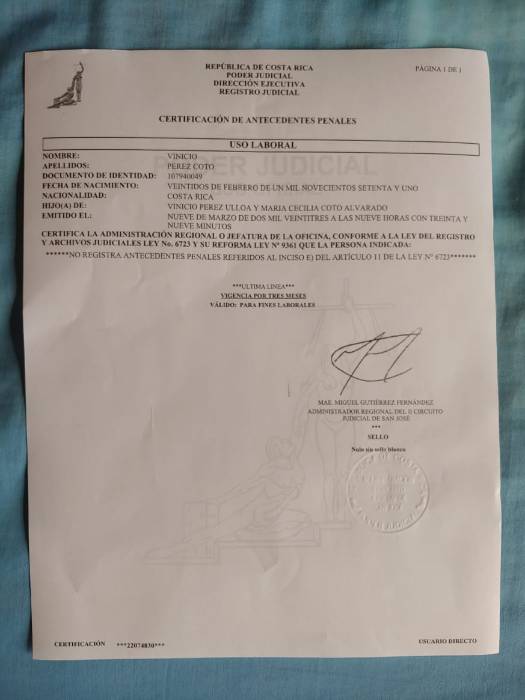 REPÚBLICA DE COSTA RICA
PODER JUDICIAL
DIRECCIÓN EJECUTIVA
REGISTRO JUDICIAL
PÁGINA 1 DE 1
CERTIFICACIÓN DE ANTECEDENTES PENALES
USO LABORAL
PODER JUDICIAL
NOMBRE: VINICIO
APELLIDOS: PEREZ COTO
DOCUMENTO DE IDENTIDAD: 107940049
FECHA DE NACIMIENTO: VEINTIDOS DE FEBRERO DE UN MIL NOVECIENTOS SETENTA Y UNO
NACIONALIDAD: COSTA RICA
HIJO(A) DE: VINICIO PEREZ ULLOA Y MARIA CECILIA COTO ALVARADO
EMITIDO EL: NUEVE DE MARZO DE DOS MIL VEINTITRES A LAS NUEVE HORAS CON TREINTA Y
NUEVE MINUTOS
CERTIFICA LA ADMINISTRACIÓN REGIONAL O JEFATURA DE LA OFICINA, CONFORME A LA LEY DEL REGISTRO
Y ARCHIVOS JUDICIALES LEY No. 6723 Y SU REFORMA LEY Nº 9361 QUE LA PERSONA INDICADA:
******NO REGISTRA ANTECEDENTES PENALES REFERIDOS AL INCISO E) DEL ARTÍCULO 11 DE LA LEY Nº 6723*******
***ULTIMA LINEA***
VIGENCIA POR TRES MESES
VÁLIDO: PARA FINES LABORALES
MAE. MIGUEL GUTIÉRREZ FERNÁNDEZ
ADMINISTRADOR REGIONAL DEL II CIRCUITO
JUDICIAL DE SAN JOSÉ
***
SELLO
Nulo sin sello blanco
CERTIFICACIÓN ***22074830***
USUARIO DIRECTO